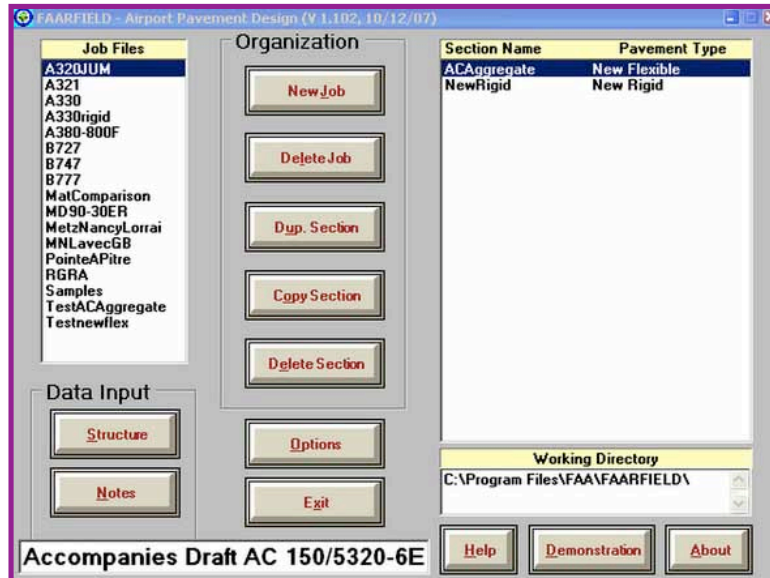 FAARFIELD - Airport Pavement Design (V 1.102, 10/12/07)
Job Files
A320JUM
A321
A330
A330rigid
A380-800F
B727
B747
B777
MatComparison
MD90-30ER
MetzNancyLorrai
MNLavecGB
PointeAPitre
RGRA
Samples
TestACAggregate
Testnewflex
Organization
New Job
Delete Job
Dup. Section
Copy Section
Delete Section
Section Name Pavement Type
ACAggregate New Flexible
NewRigid New Rigid
Data Input
Structure
Notes
Options
Exit
Working Directory
C:\Program Files\FAA\FAARFIELD\
Accompanies Draft AC 150/5320-6E
Help
Demonstration
About